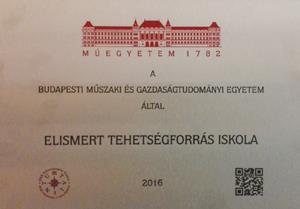 MŰEGYETEM 1782
A
BUDAPESTI MŰSZAKI ÉS GAZDASÁGTUDOMÁNYI EGYETEM
ÁLTAL
ELISMERT TEHETSÉGFORRÁS ISKOLA
2016